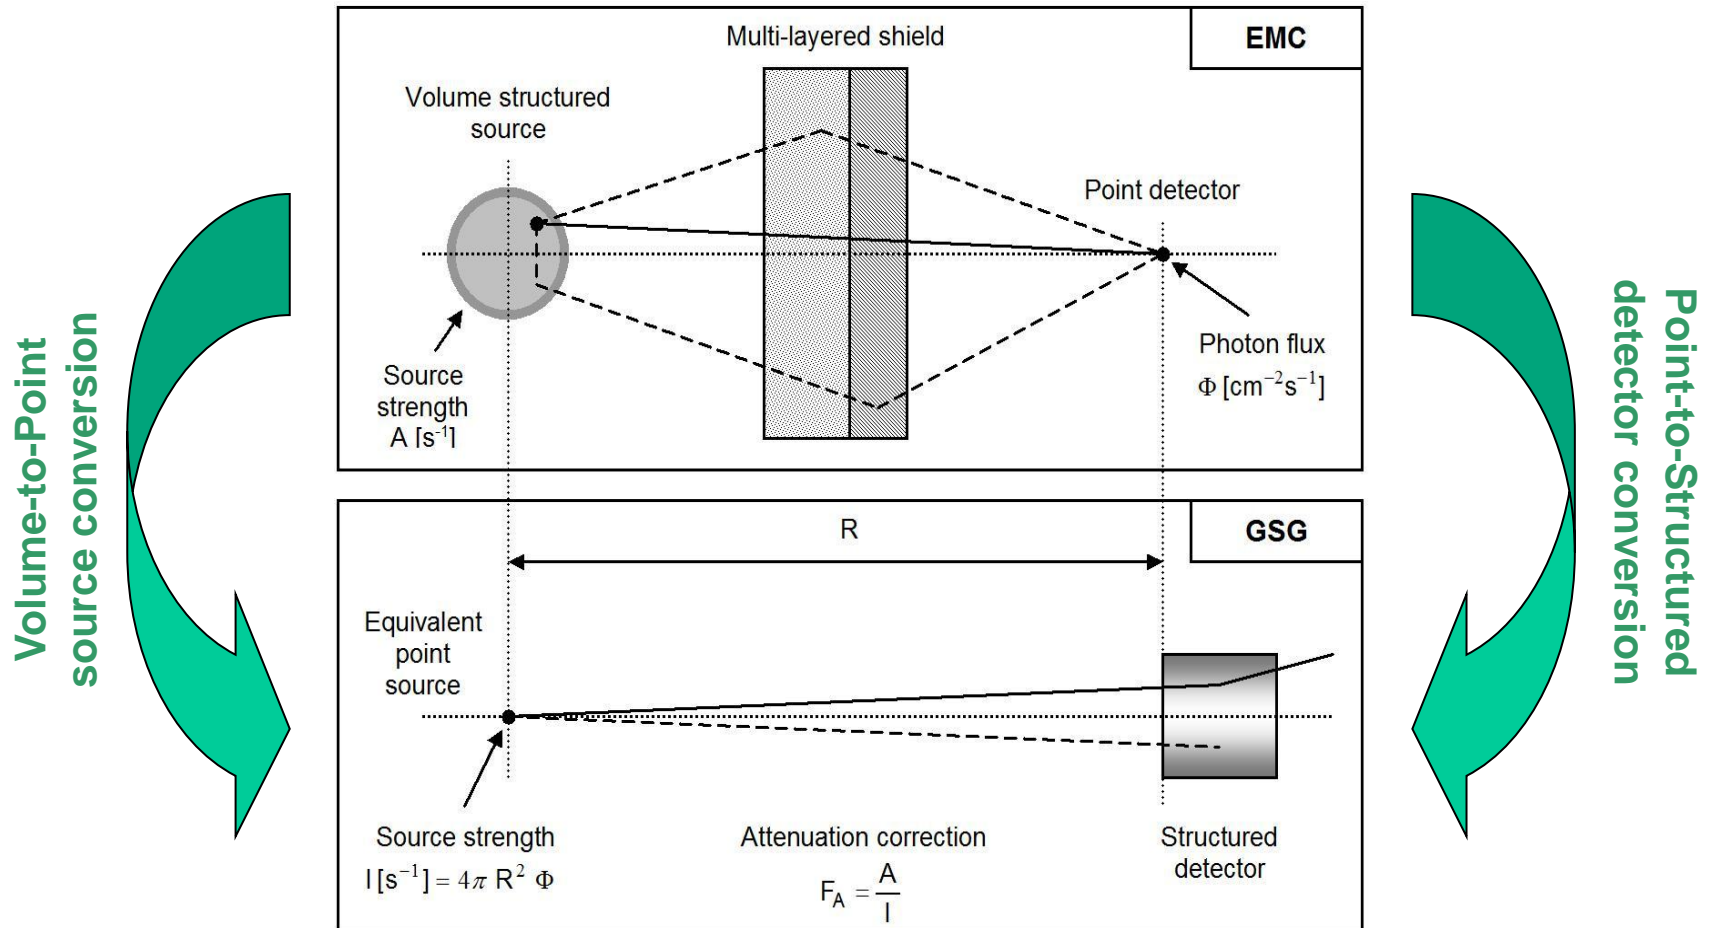 Volume-to-Point
source conversion
EMC
Multi-layered shield
Volume structured
source
Point detector
Source
strength
A [s⁻¹]
Photon flux
Φ [cm⁻²s⁻¹]
GSG
R
Equivalent
point
source
Source strength
I [s⁻¹] = 4π R² Φ
Attenuation correction
F_A = A/I
Structured
detector
Point-to-Structured
detector conversion